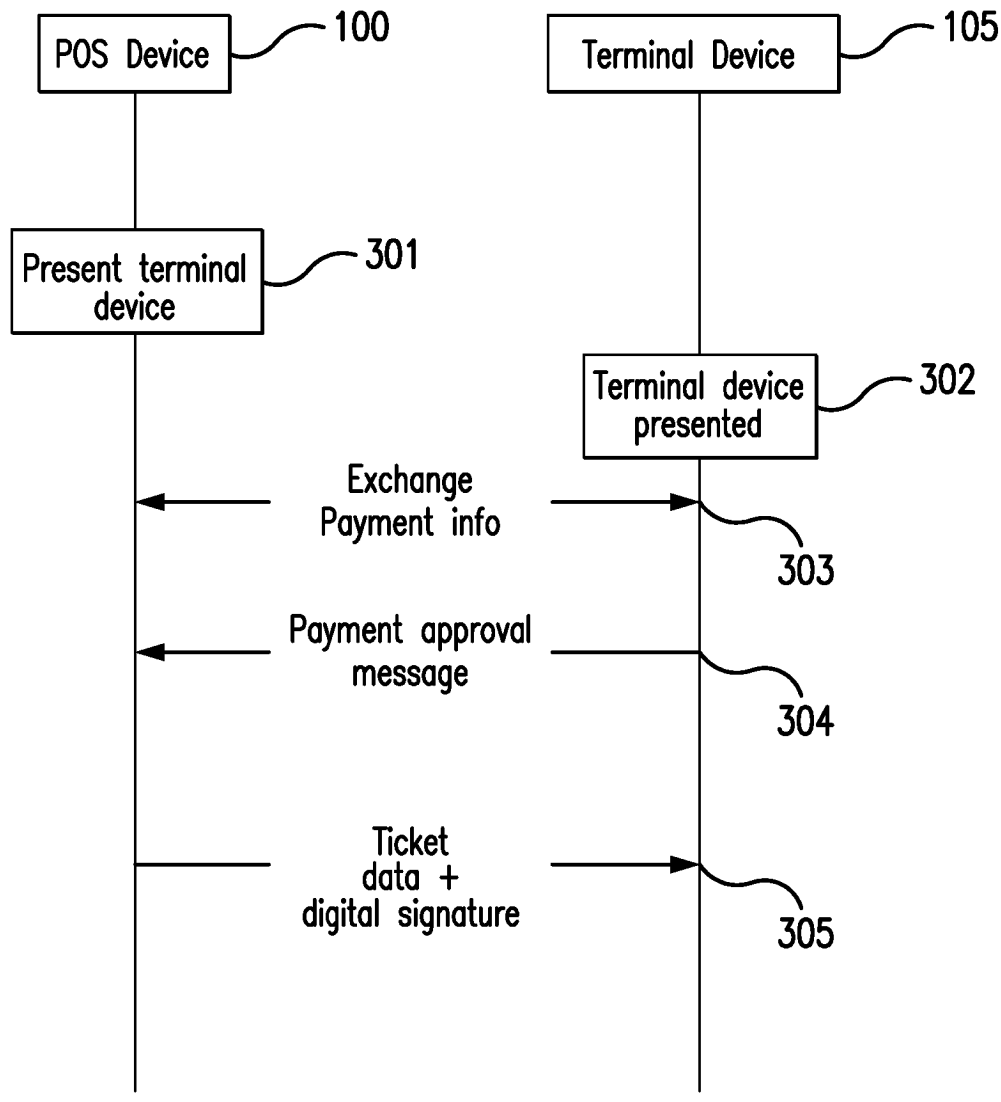 POS Device
100
Terminal Device
105
Present terminal
device
301
Terminal device
presented
302
Exchange
Payment info
303
Payment approval
message
304
Ticket
data +
digital signature
305